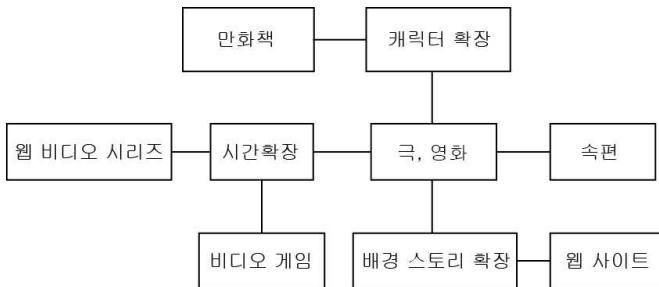 만화책
캐릭터 확장
웹 비디오 시리즈
시간확장
극, 영화
속편
비디오 게임
배경 스토리 확장
웹 사이트